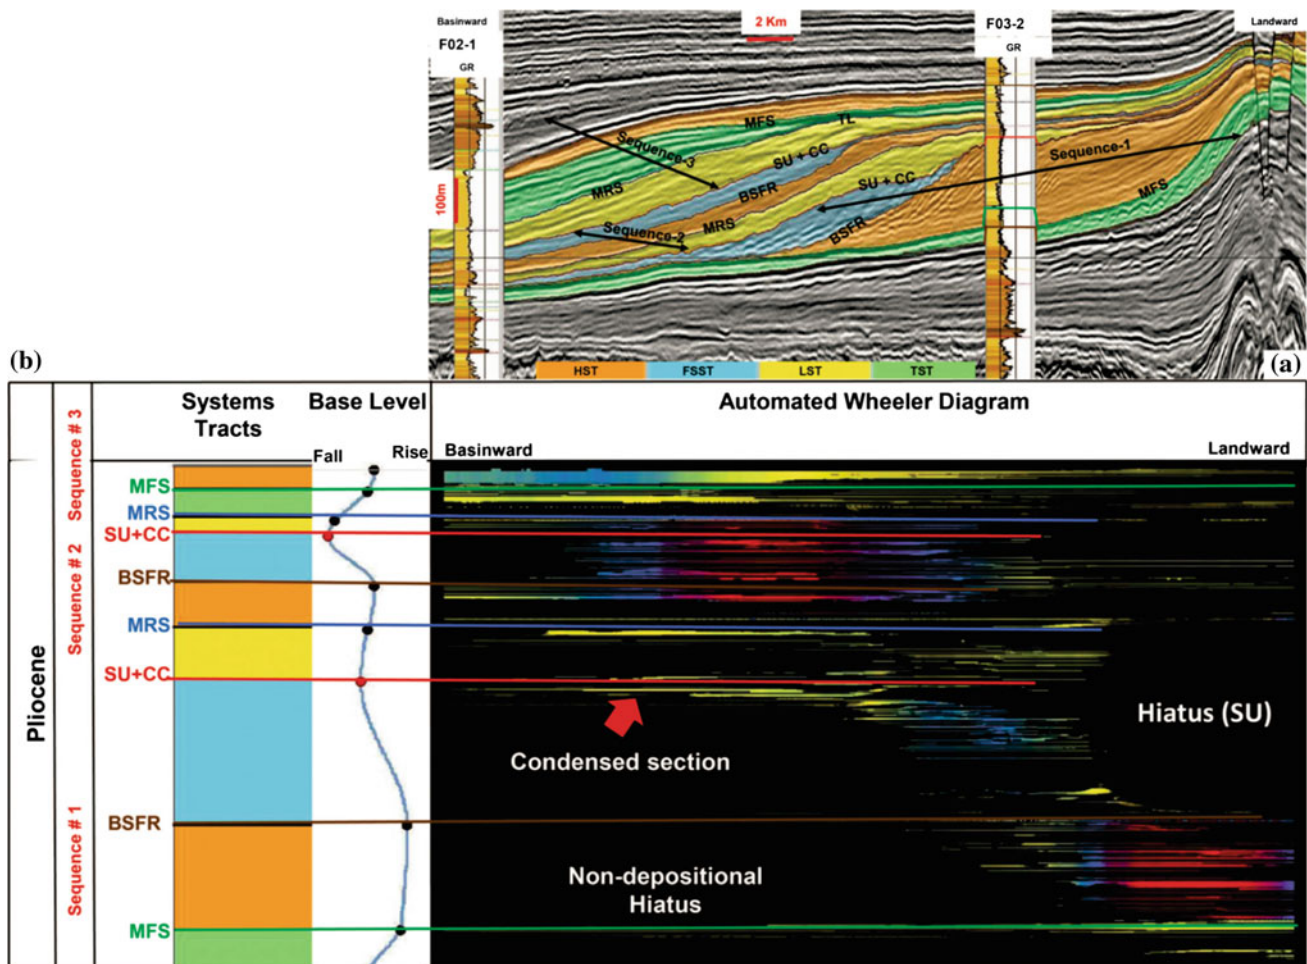 Basinward
2 Km
F03-2
Landward
F02-1
GR
GR
MFS
TL
Sequence-3
SU + CC
Sequence-1
MRS
BSFR
SU + CC
MFS
100m
Sequence-2
MRS
BSFR
(b)
(a)
HST
FSST
LST
TST
Systems
Tracts
Base Level
Automated Wheeler Diagram
Fall
Rise
Basinward
Landward
Sequence # 3
MFS
MRS
SU+CC
Sequence # 2
BSFR
MRS
SU+CC
Hiatus (SU)
Pliocene
Condensed section
Sequence # 1
BSFR
Non-depositional
Hiatus
MFS